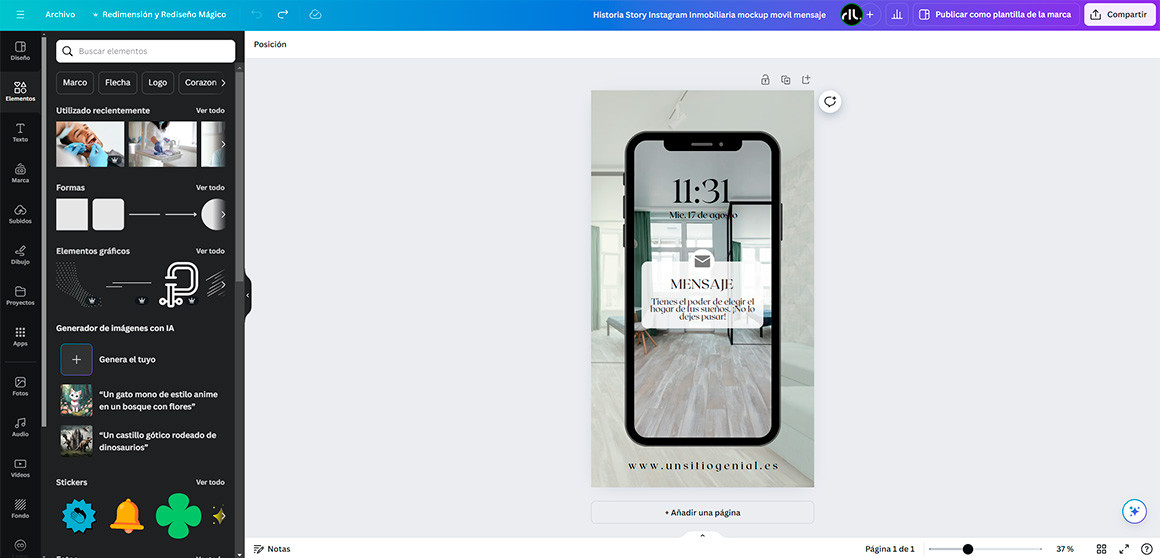 Archivo
Redimensión y Rediseño Mágico
Historia Story Instagram Inmobiliaria mockup movil mensaje
Publicar como plantilla de la marca
Compartir
Diseño
Elementos
Texto
Marca
Subidos
Dibujo
Proyectos
Apps
Fotos
Audio
Vídeos
Fondo
Buscar elementos
Marco
Flecha
Logo
Corazon
Utilizado recientemente
Ver todo
Formas
Ver todo
Elementos gráficos
Ver todo
Generador de imágenes con IA
Genera el tuyo
“Un gato mono de estilo anime
en un bosque con flores”
“Un castillo gótico rodeado de
dinosaurios”
Stickers
Ver todo
Posición
11:31
Mie, 17 de agosto
MENSAJE
Tienes el poder de elegir el
hogar de tus sueños. ¡No lo
dejes pasar!
www.unsitiogenial.es
+ Añadir una página
Notas
Página 1 de 1
37 %